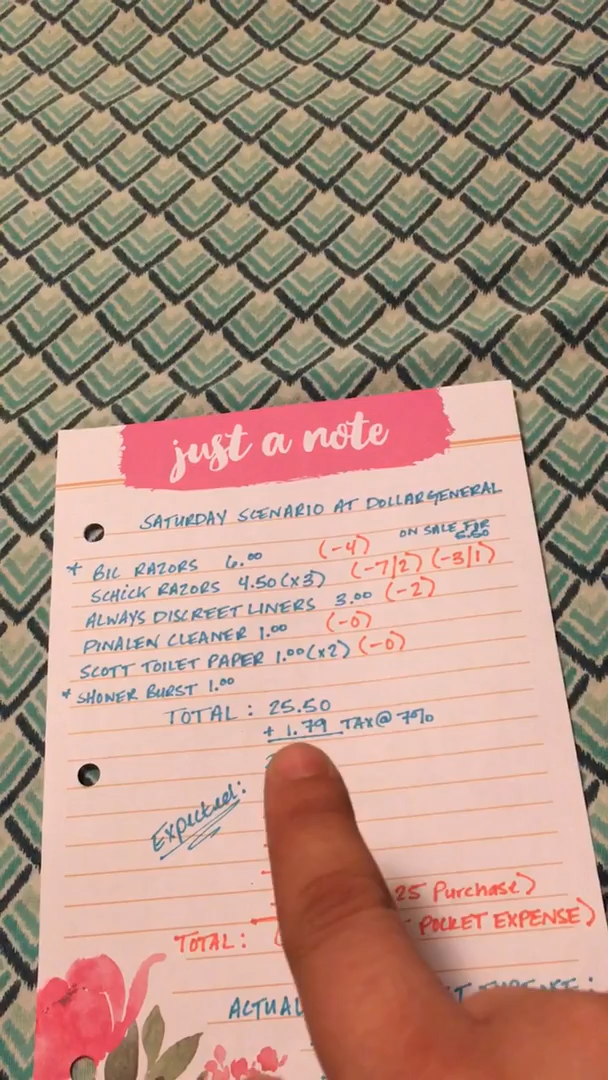 just a note
SATURDAY SCENARIO AT DOLLAR GENERAL
* BIC RAZORS 6.00 (-4) ON SALE FOR
SCHICK RAZORS 4.50 (x3) (-7/2) (-3/1)
ALWAYS DISCREET LINERS 3.00 (-2)
PINALEN CLEANER 1.00 (-0)
SCOTT TOILET PAPER 1.00 (x2) (-0)
* SHOWER BURST 1.00
TOTAL: 25.50
+ 1.79 TAX @ 7%
Expected:
25 Purchase)
TOTAL: POCKET EXPENSE)
ACTUAL EXPENSE: